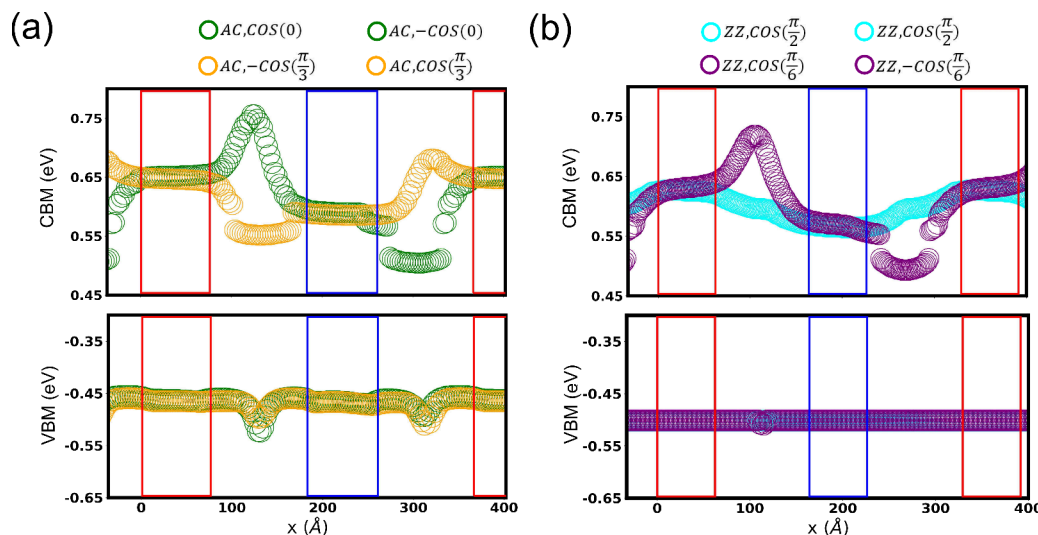 (a)
AC,COS(0) AC,−COS(0)
AC,−COS(π/3) AC,COS(π/3)
CBM (eV)
0.75
0.65
0.55
0.45
VBM (eV)
-0.35
-0.45
-0.55
-0.65
0 100 200 300 400
x (Å)
(b)
ZZ,COS(π/2) ZZ,COS(π/2)
ZZ,COS(π/6) ZZ,−COS(π/6)
CBM (eV)
0.75
0.65
0.55
0.45
VBM (eV)
-0.35
-0.45
-0.55
-0.65
0 100 200 300 400
x (Å)